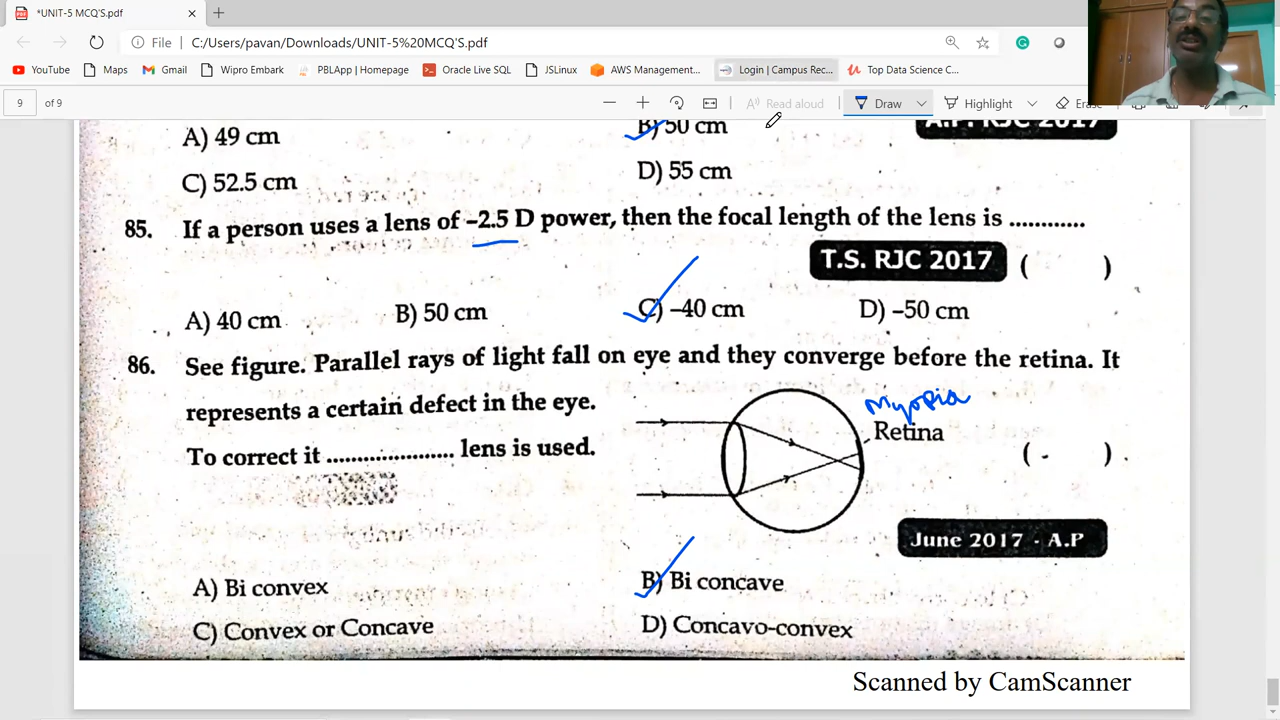 *UNIT-5 MCQ'S.pdf
File C:/Users/pavan/Downloads/UNIT-5%20MCQ'S.pdf
YouTube Maps Gmail Wipro Embark PBLApp | Homepage Oracle Live SQL JSLinux AWS Management... Login | Campus Rec... Top Data Science C...
9 of 9 Read aloud Draw Highlight Erase
A) 49 cm B) 50 cm A.P. RJC 2017
C) 52.5 cm D) 55 cm
85. If a person uses a lens of –2.5 D power, then the focal length of the lens is ............
T.S. RJC 2017 ( )
A) 40 cm B) 50 cm C) –40 cm D) –50 cm
86. See figure. Parallel rays of light fall on eye and they converge before the retina. It
represents a certain defect in the eye.
Myopia
Retina
To correct it ..................... lens is used. ( )
June 2017 - A.P
A) Bi convex B) Bi concave
C) Convex or Concave D) Concavo-convex
Scanned by CamScanner